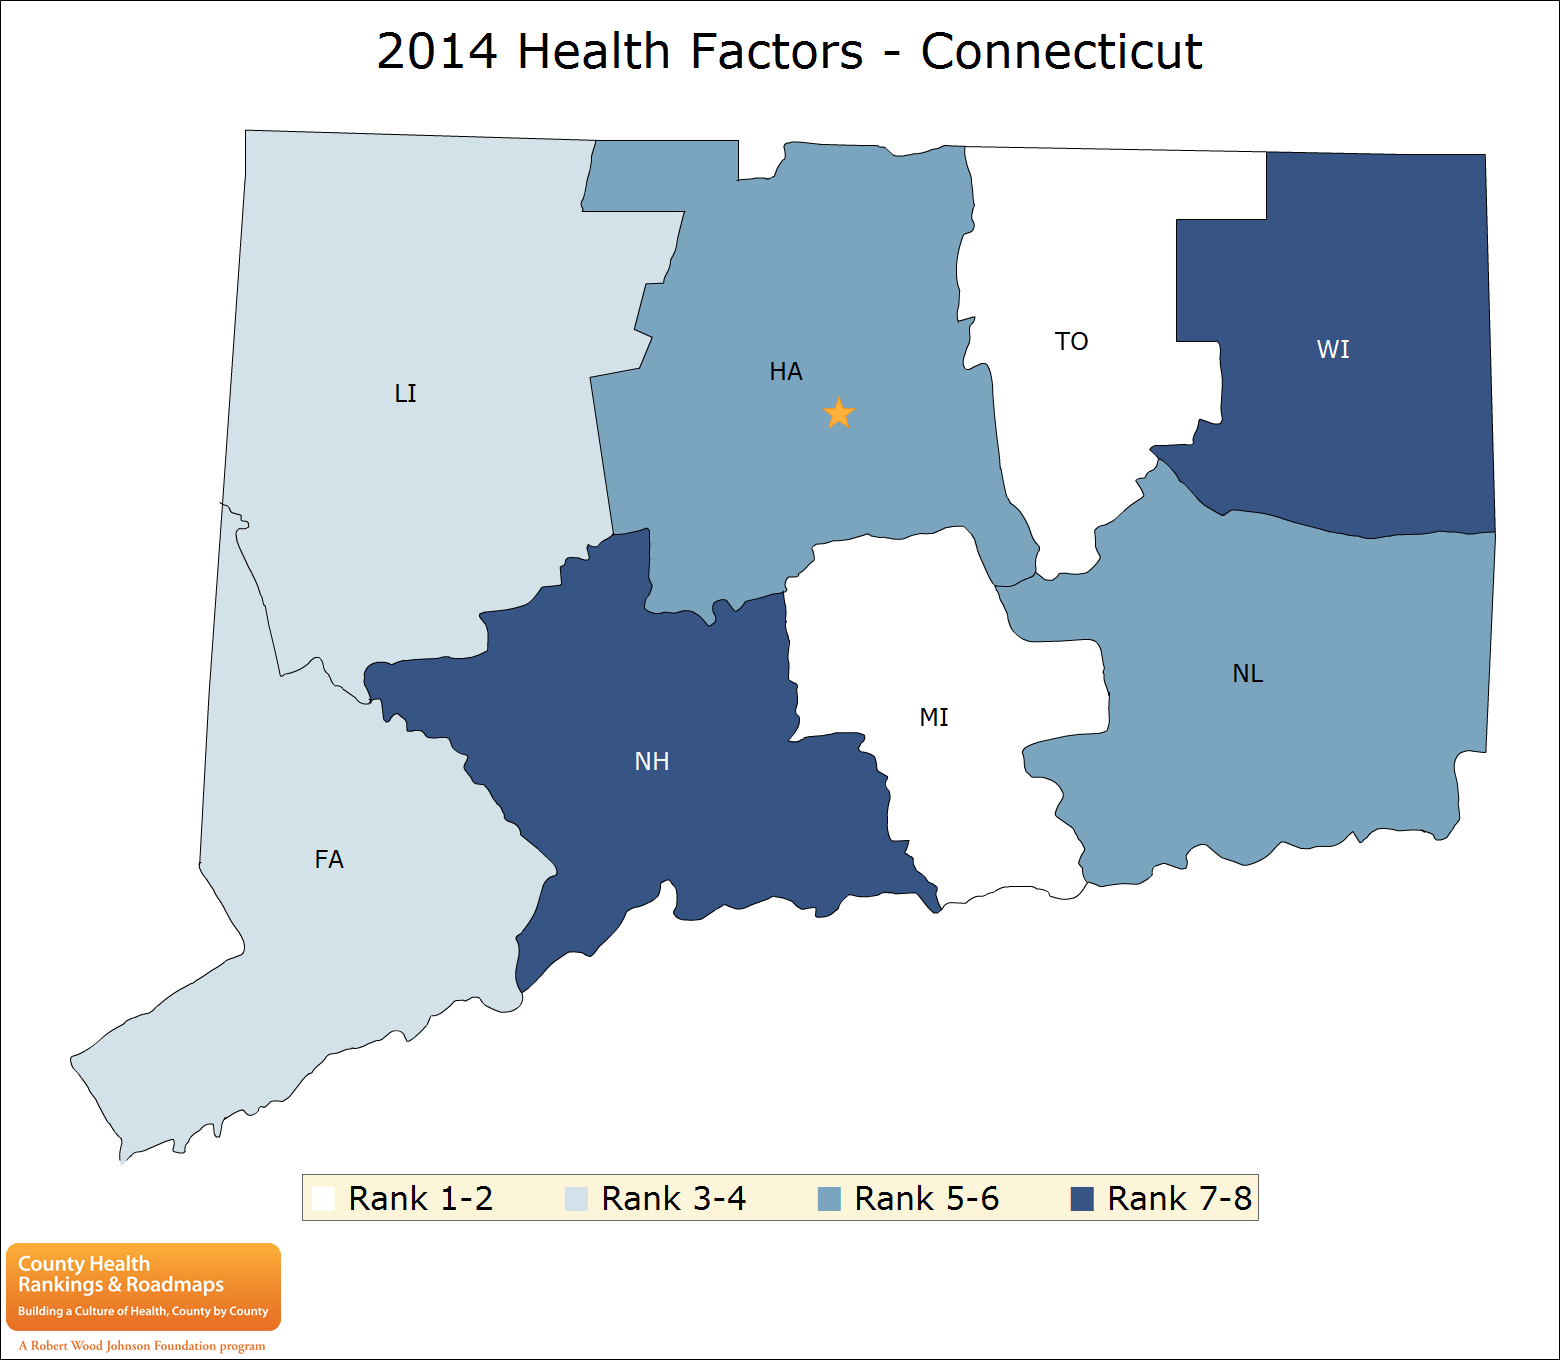 2014 Health Factors - Connecticut
TO
WI
HA
LI
NL
MI
NH
FA
Rank 1-2 Rank 3-4 Rank 5-6 Rank 7-8
County Health
Rankings & Roadmaps
Building a Culture of Health, County by County
A Robert Wood Johnson Foundation program